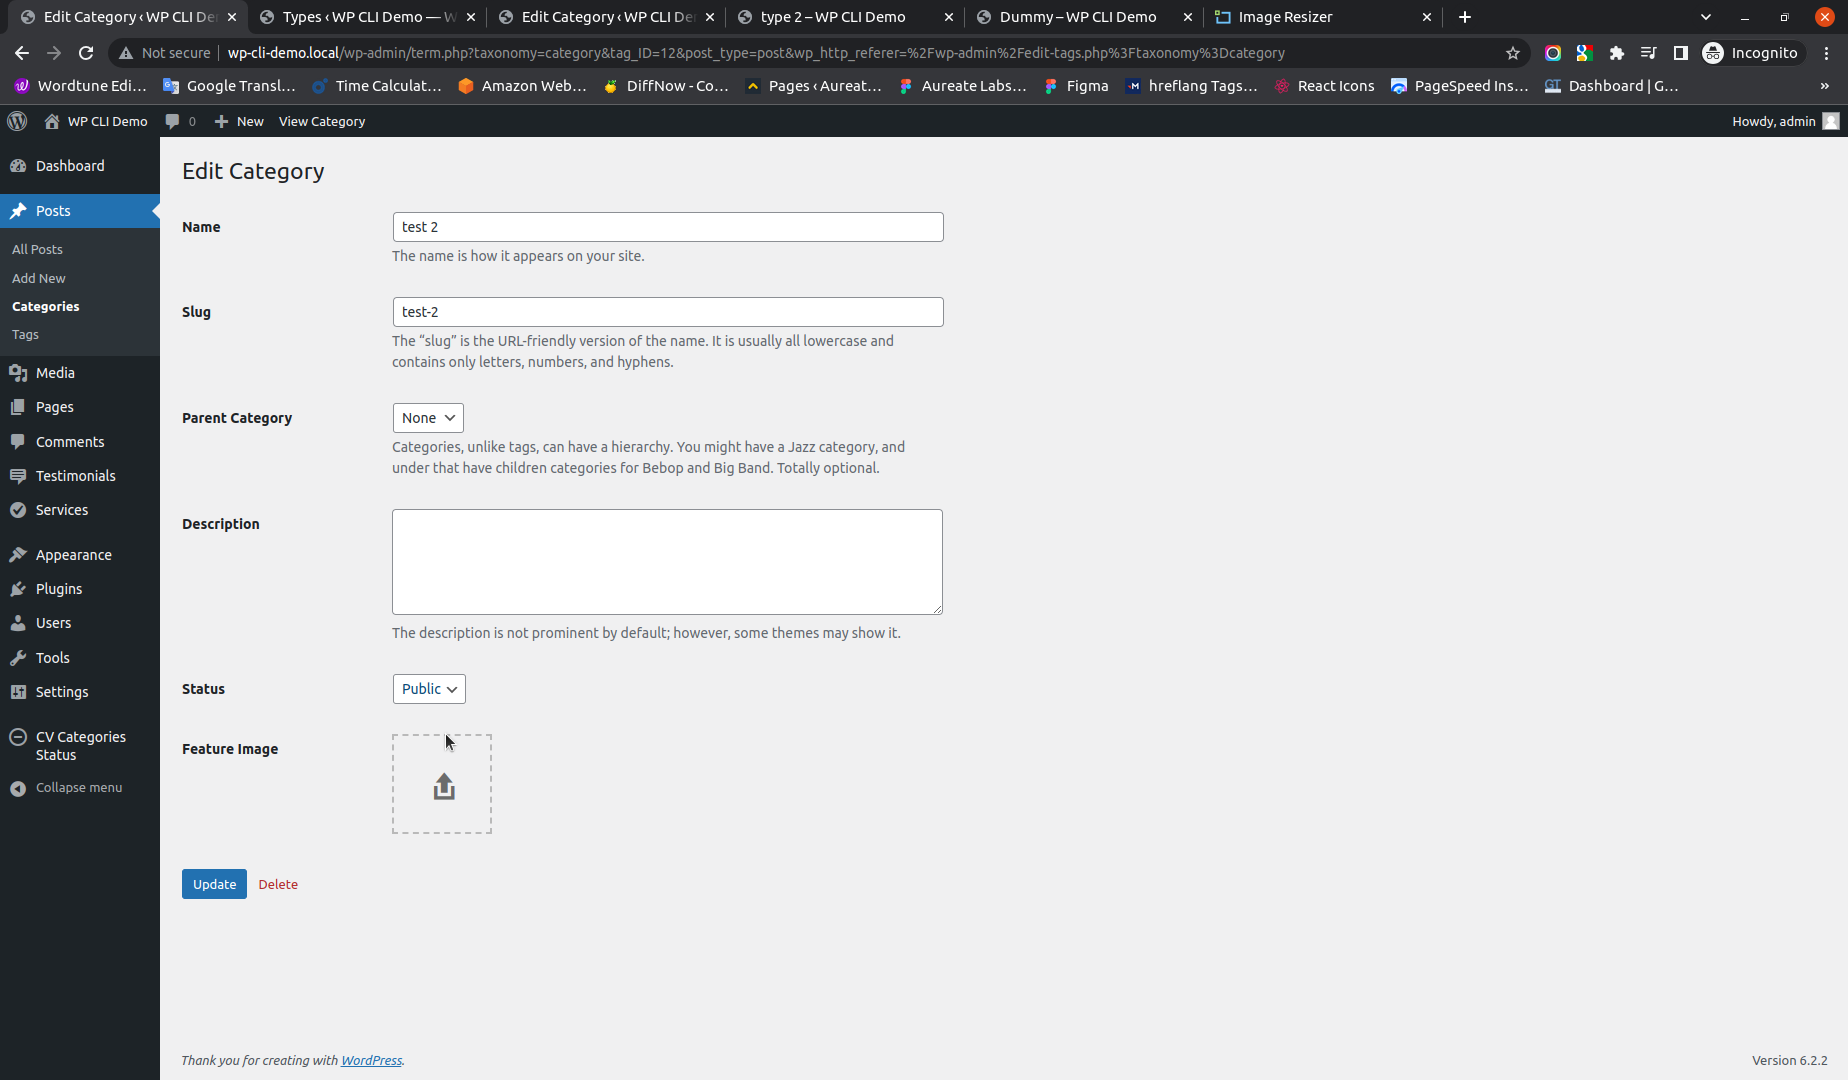 Edit Category ‹ WP CLI De
Types ‹ WP CLI Demo — W
Edit Category ‹ WP CLI De
type 2 – WP CLI Demo
Dummy – WP CLI Demo
Image Resizer
Not secure
wp-cli-demo.local/wp-admin/term.php?taxonomy=category&tag_ID=12&post_type=post&wp_http_referer=%2Fwp-admin%2Fedit-tags.php%3Ftaxonomy%3Dcategory
Incognito
Wordtune Edi...
Google Transl...
Time Calculat...
Amazon Web...
DiffNow - Co...
Pages ‹ Aureat...
Aureate Labs...
Figma
hreflang Tags...
React Icons
PageSpeed Ins...
GT
Dashboard | G...
»
WP CLI Demo
0
New
View Category
Howdy, admin
Dashboard
Posts
All Posts
Add New
Categories
Tags
Media
Pages
Comments
Testimonials
Services
Appearance
Plugins
Users
Tools
Settings
CV Categories
Status
Collapse menu
Edit Category
Name
test 2
The name is how it appears on your site.
Slug
test-2
The “slug” is the URL-friendly version of the name. It is usually all lowercase and
contains only letters, numbers, and hyphens.
Parent Category
None
Categories, unlike tags, can have a hierarchy. You might have a Jazz category, and
under that have children categories for Bebop and Big Band. Totally optional.
Description
The description is not prominent by default; however, some themes may show it.
Status
Public
Feature Image
Update
Delete
Thank you for creating with WordPress.
Version 6.2.2